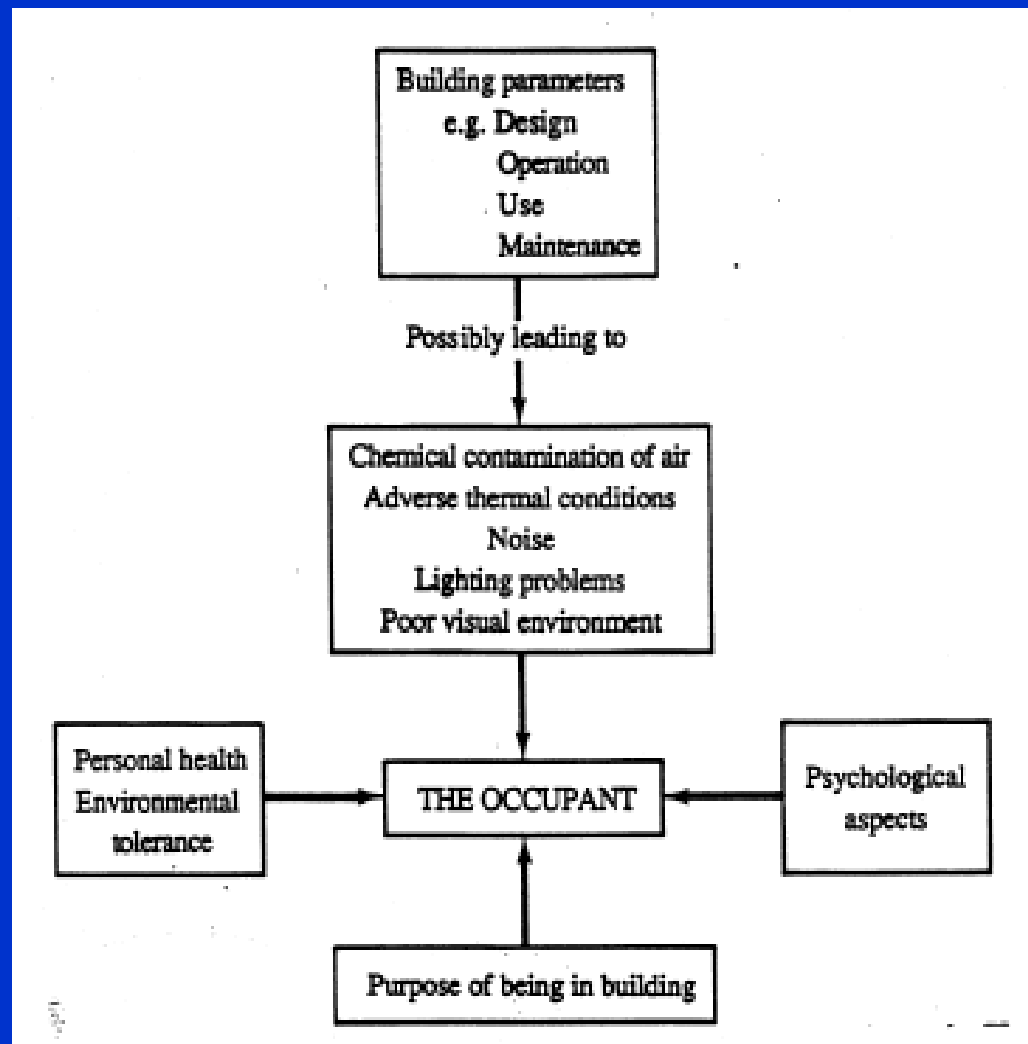 Building parameters
e.g. Design
Operation
Use
Maintenance
Possibly leading to
Chemical contamination of air
Adverse thermal conditions
Noise
Lighting problems
Poor visual environment
Personal health
Environmental
tolerance
THE OCCUPANT
Psychological
aspects
Purpose of being in building